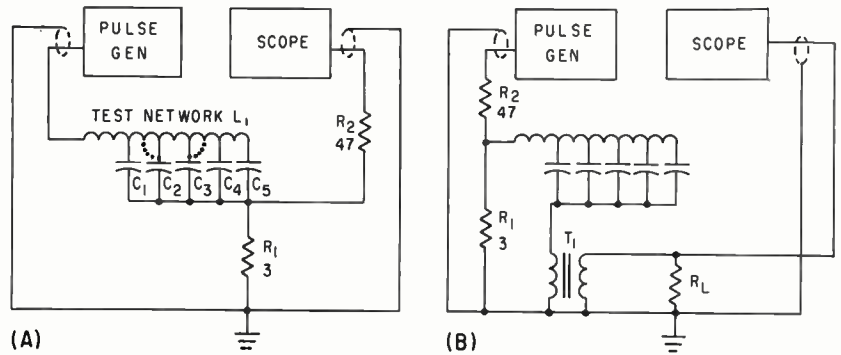 PULSE
GEN
SCOPE
TEST NETWORK L₁
R₂
47
C₁
C₂
C₃
C₄
C₅
R₁
3
(A)
PULSE
GEN
SCOPE
R₂
47
R₁
3
T₁
R_L
(B)